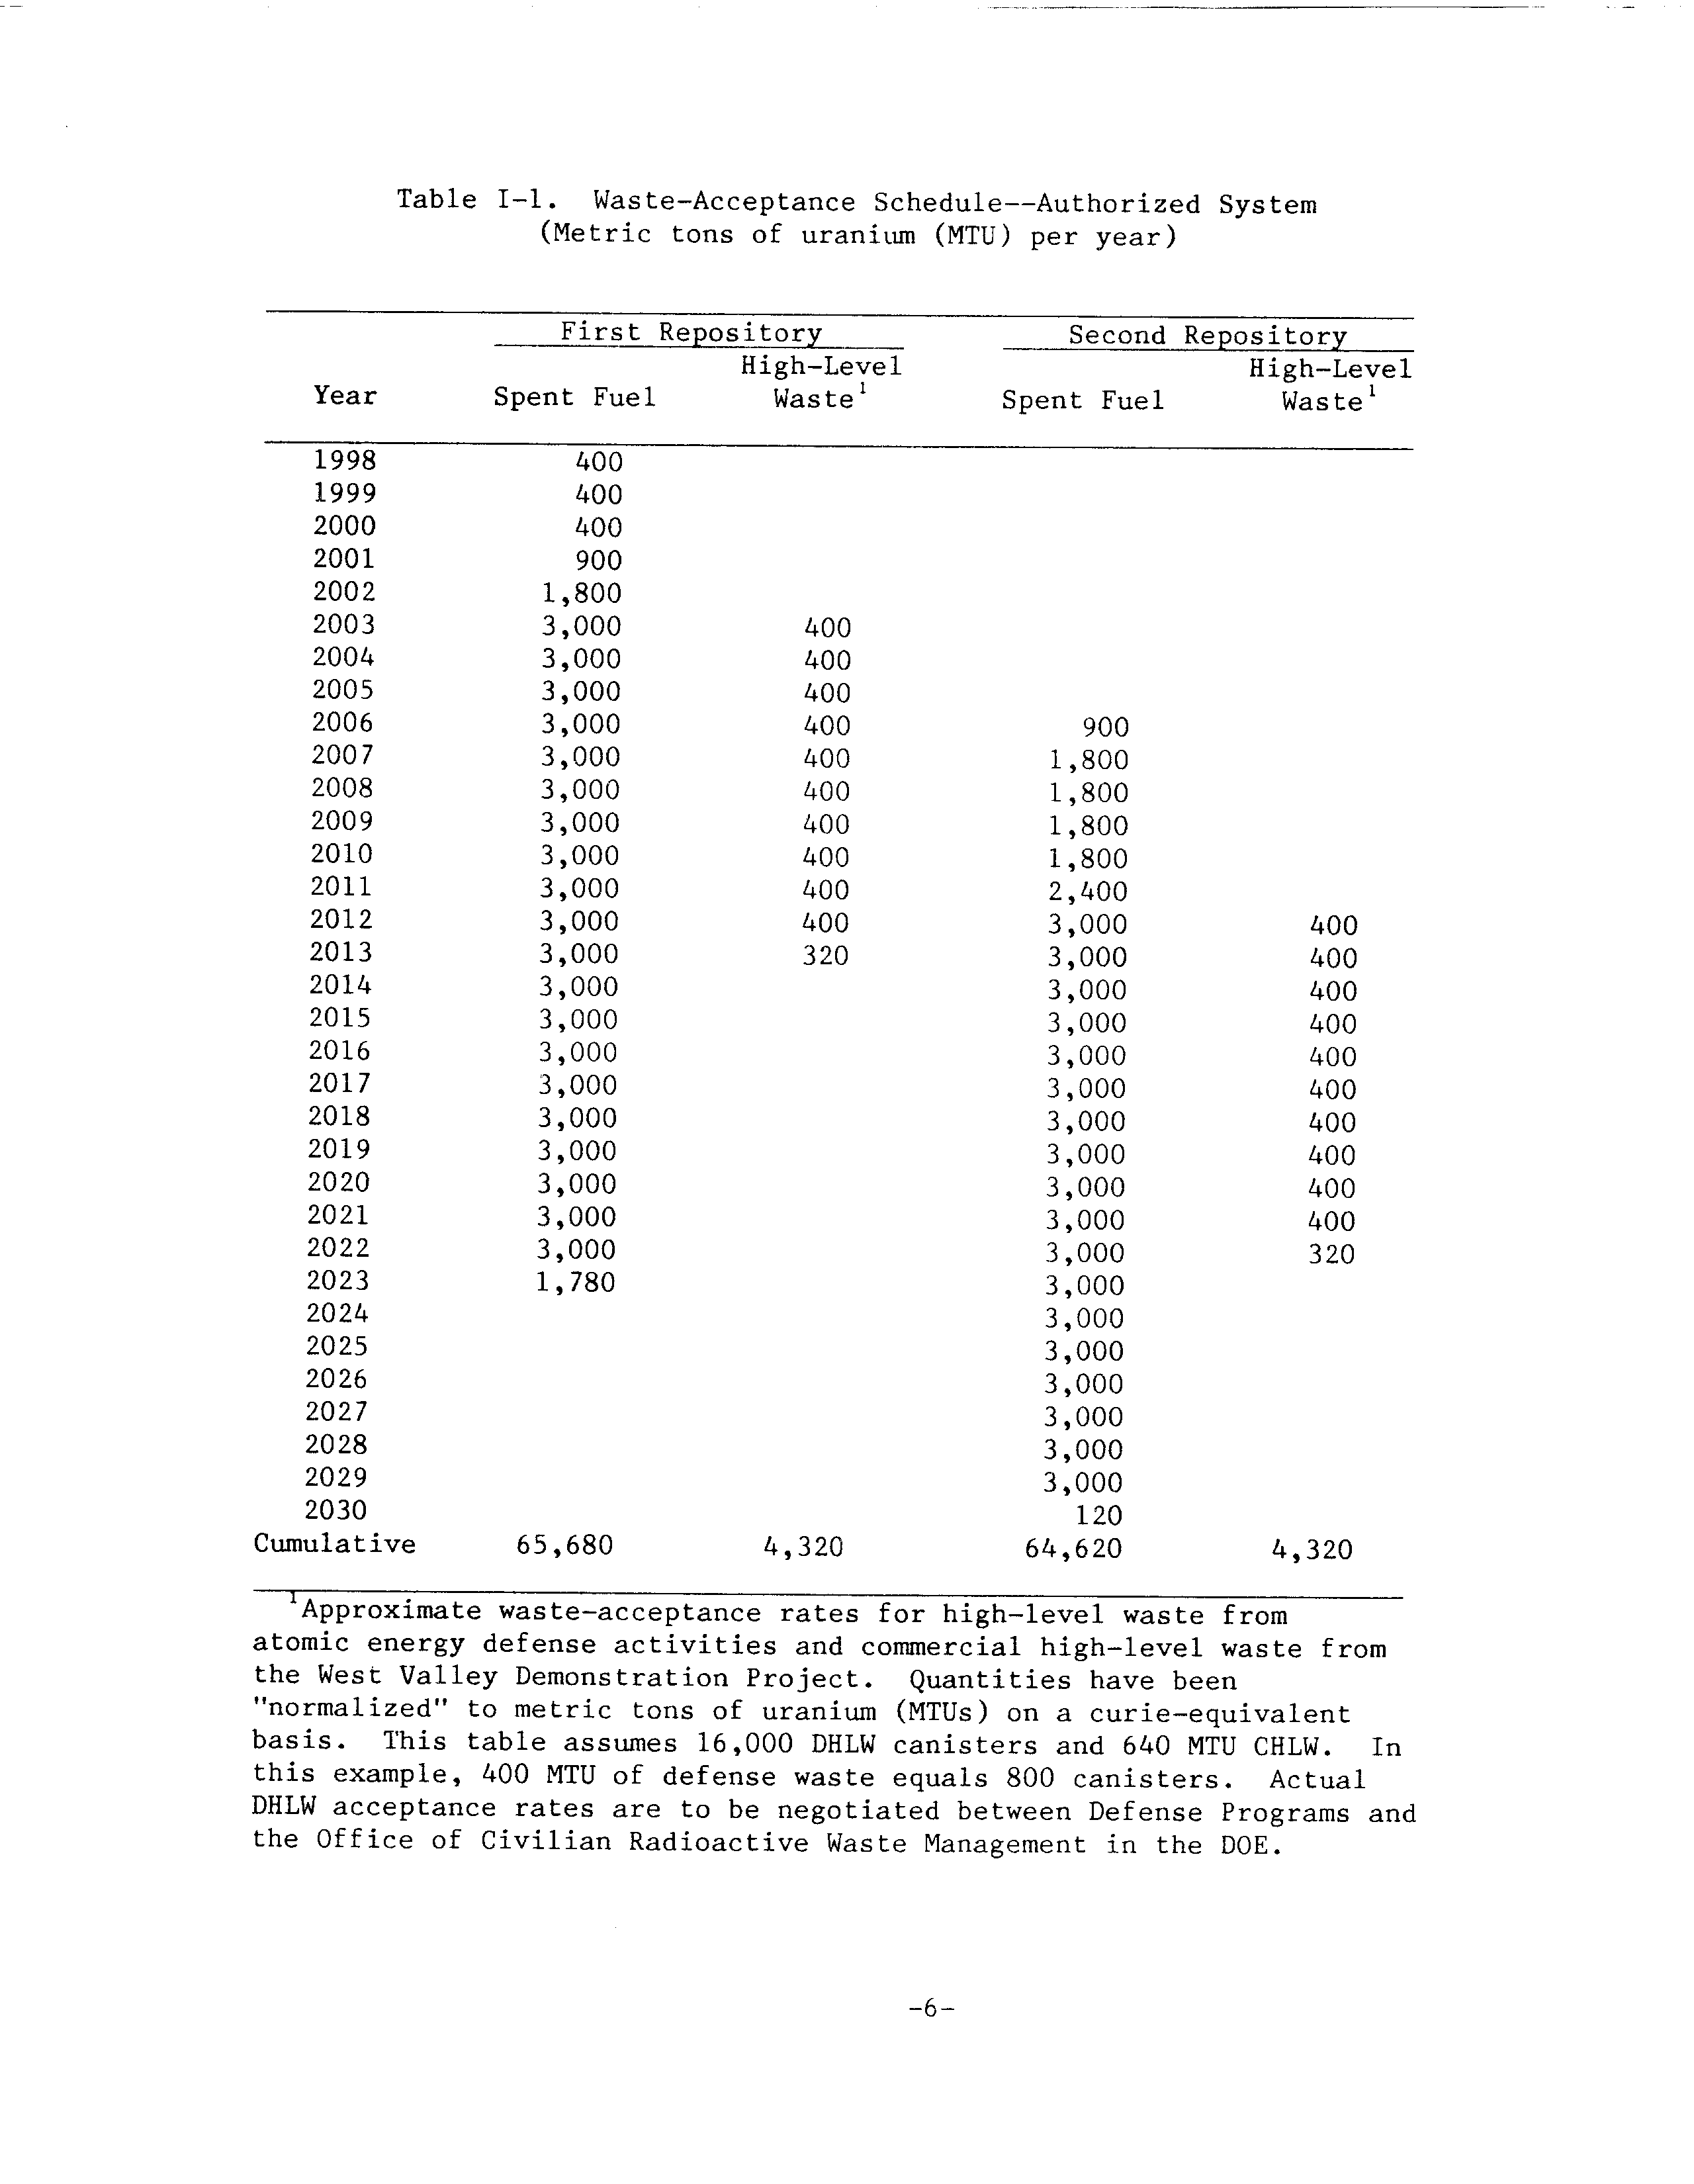 Table I-1. Waste-Acceptance Schedule--Authorized System
(Metric tons of uranium (MTU) per year)
First Repository Second Repository
High-Level High-Level
Year Spent Fuel Waste1 Spent Fuel Waste1
1998 400
1999 400
2000 400
2001 900
2002 1,800
2003 3,000 400
2004 3,000 400
2005 3,000 400
2006 3,000 400 900
2007 3,000 400 1,800
2008 3,000 400 1,800
2009 3,000 400 1,800
2010 3,000 400 1,800
2011 3,000 400 2,400
2012 3,000 400 3,000 400
2013 3,000 320 3,000 400
2014 3,000 3,000 400
2015 3,000 3,000 400
2016 3,000 3,000 400
2017 3,000 3,000 400
2018 3,000 3,000 400
2019 3,000 3,000 400
2020 3,000 3,000 400
2021 3,000 3,000 400
2022 3,000 3,000 320
2023 1,780 3,000
2024 3,000
2025 3,000
2026 3,000
2027 3,000
2028 3,000
2029 3,000
2030 120
Cumulative 65,680 4,320 64,620 4,320
1Approximate waste-acceptance rates for high-level waste from
atomic energy defense activities and commercial high-level waste from
the West Valley Demonstration Project. Quantities have been
"normalized" to metric tons of uranium (MTUs) on a curie-equivalent
basis. This table assumes 16,000 DHLW canisters and 640 MTU CHLW. In
this example, 400 MTU of defense waste equals 800 canisters. Actual
DHLW acceptance rates are to be negotiated between Defense Programs and
the Office of Civilian Radioactive Waste Management in the DOE.
-6-